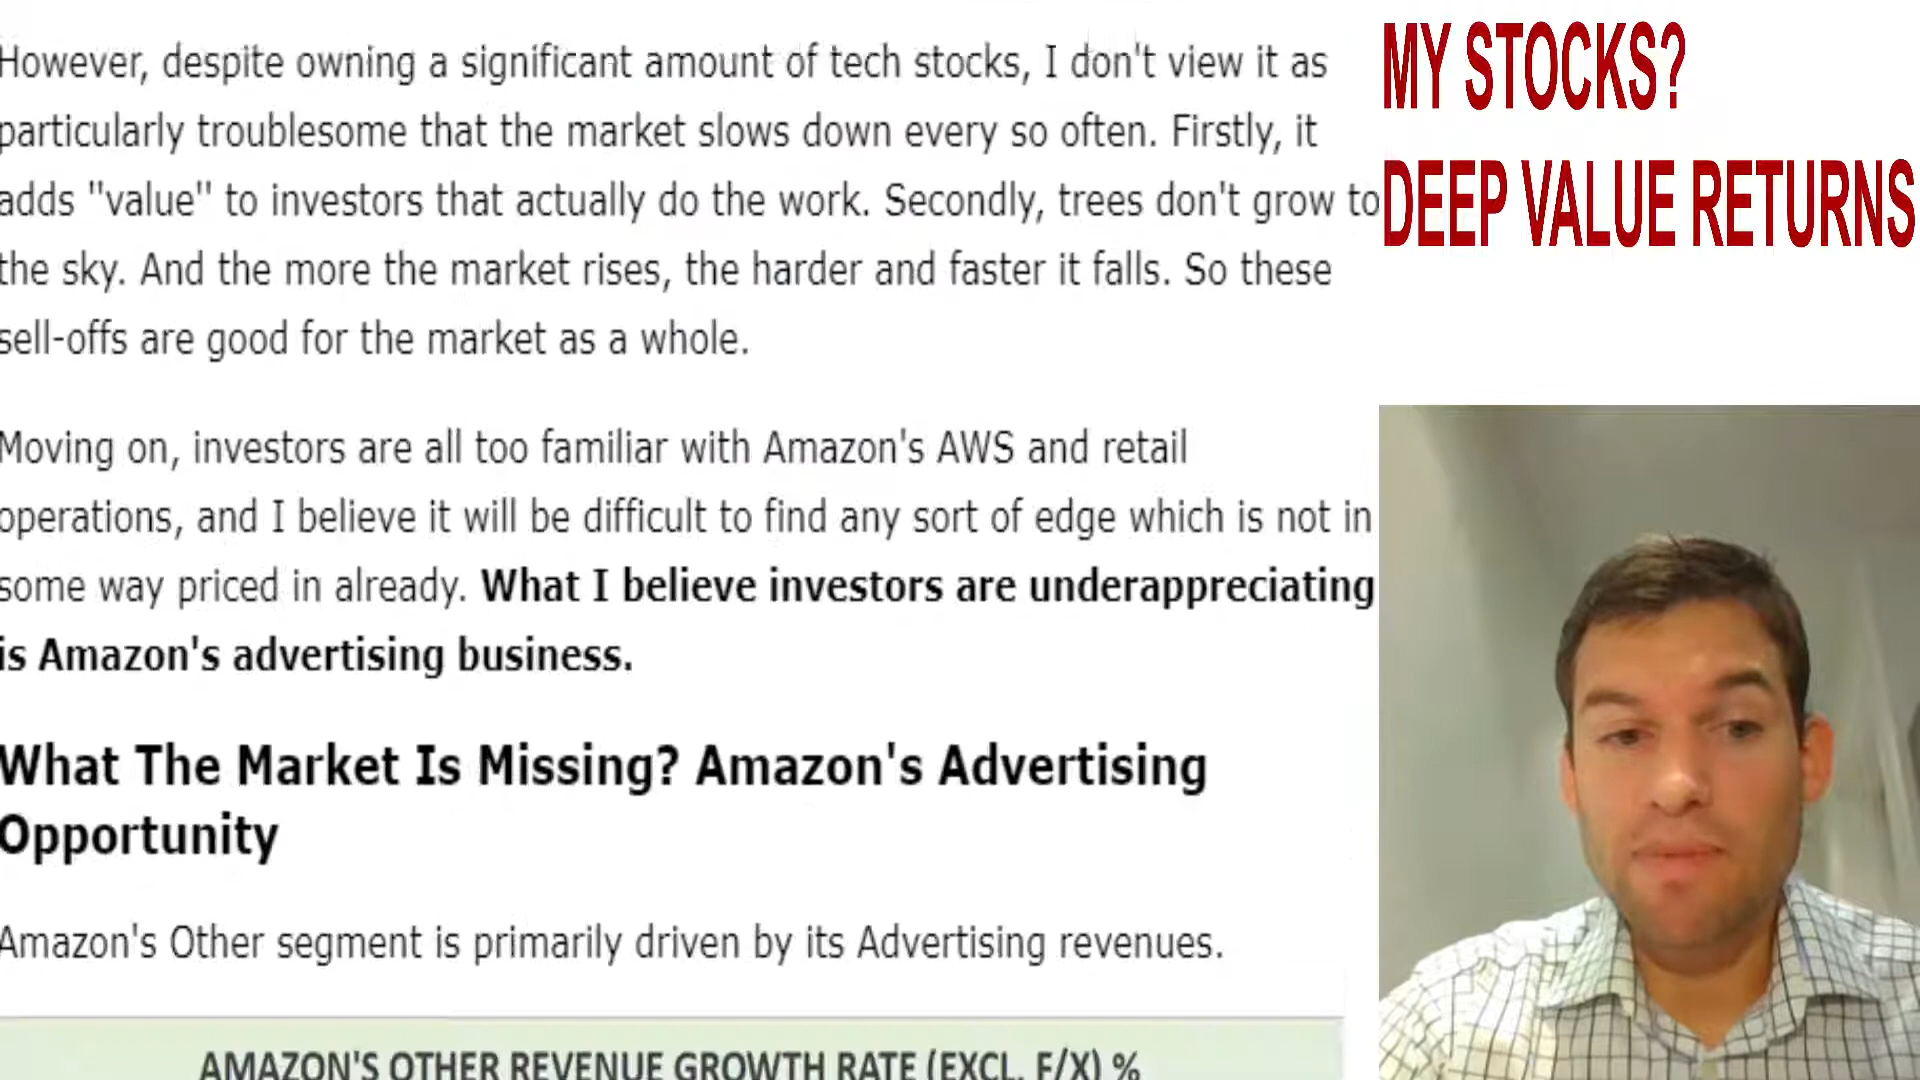 However, despite owning a significant amount of tech stocks, I don't view it as
particularly troublesome that the market slows down every so often. Firstly, it
adds "value" to investors that actually do the work. Secondly, trees don't grow to
the sky. And the more the market rises, the harder and faster it falls. So these
sell-offs are good for the market as a whole.
Moving on, investors are all too familiar with Amazon's AWS and retail
operations, and I believe it will be difficult to find any sort of edge which is not in
some way priced in already. What I believe investors are underappreciating
is Amazon's advertising business.
What The Market Is Missing? Amazon's Advertising
Opportunity
Amazon's Other segment is primarily driven by its Advertising revenues.
AMAZON'S OTHER REVENUE GROWTH RATE (EXCL. F/X) %
MY STOCKS?
DEEP VALUE RETURNS